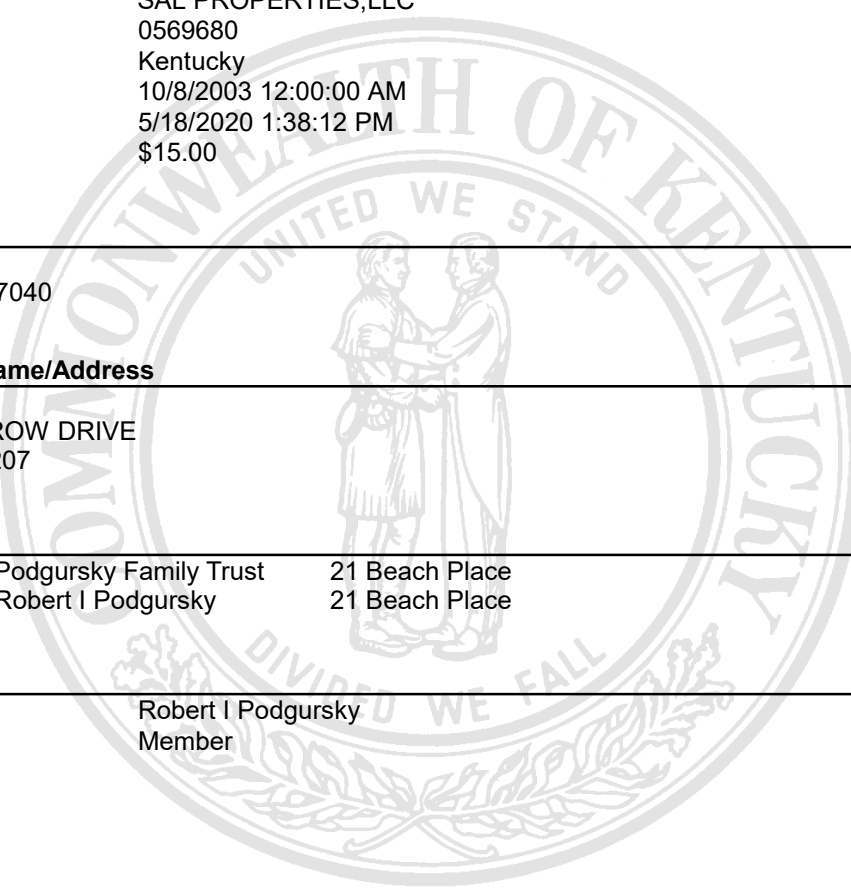 SAL PROPERTIES,LLC
0569680
Kentucky
10/8/2003 12:00:00 AM
5/18/2020 1:38:12 PM
$15.00
7040
ame/Address
ROW DRIVE
207
Podgursky Family Trust 21 Beach Place
Robert I Podgursky 21 Beach Place
Robert I Podgursky
Member
COMMONWEALTH OF KENTUCKY
UNITED WE STAND
DIVIDED WE FALL